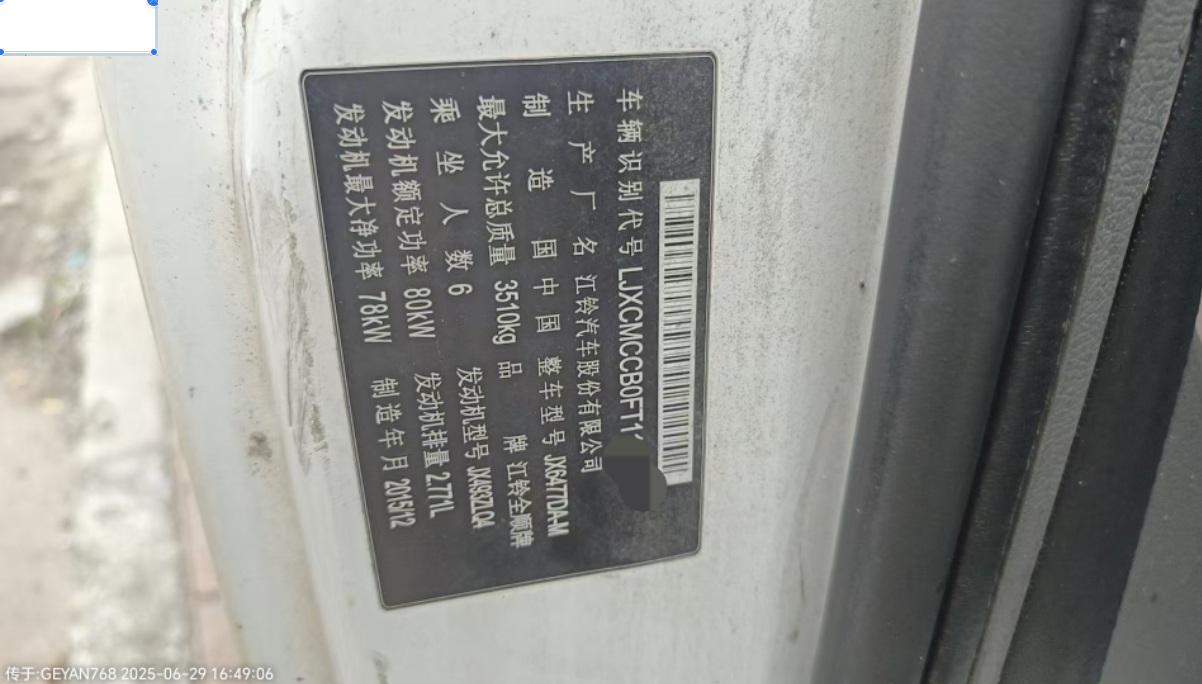 车辆识别代号 LJXCMCCB0FT1
生产厂名 江铃汽车股份有限公司
制造国 中国 整车型号 JX6477DA-M
最大允许总质量 3510kg 品牌 江铃全顺牌
乘坐人数 6 发动机型号 JX493ZLQ4
发动机额定功率 80kW 发动机排量 2.771L
发动机最大净功率 78kW 制造年月 2015/12
传于:GEYAN768 2025-06-29 16:49:06